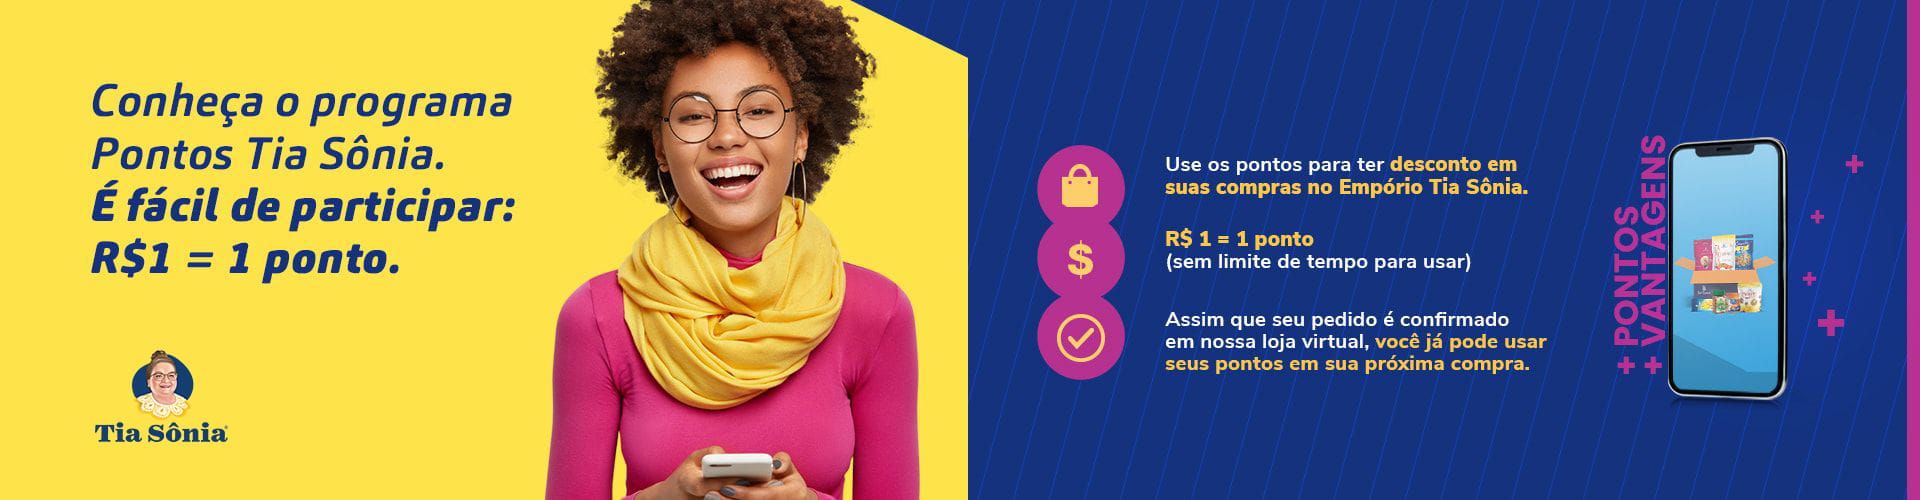 Conheça o programa
Pontos Tia Sônia.
É fácil de participar:
R$1 = 1 ponto.
Tia Sônia
Use os pontos para ter desconto em
suas compras no Empório Tia Sônia.
$
R$ 1 = 1 ponto
(sem limite de tempo para usar)
Assim que seu pedido é confirmado
em nossa loja virtual, você já pode usar
seus pontos em sua próxima compra.
+ PONTOS
+ VANTAGENS